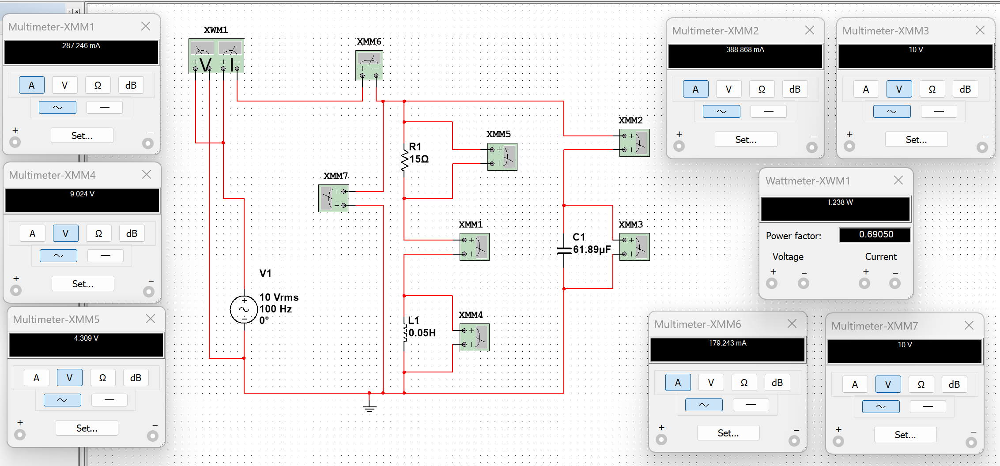 Multimeter-XMM1
287.246 mA
A V Ω dB
~ —
+ Set... −
Multimeter-XMM4
9.024 V
A V Ω dB
~ —
+ Set... −
Multimeter-XMM5
4.309 V
A V Ω dB
~ —
+ Set... −
XWM1
+ V − + I −
XMM6
+ −
XMM5
+ −
R1
15Ω
XMM7
− +
XMM1
+ −
V1
10 Vrms
100 Hz
0°
+ −
L1
0.05H
XMM4
+ −
XMM2
+ −
C1
61.89µF
XMM3
+ −
Multimeter-XMM2
388.868 mA
A V Ω dB
~ —
+ Set... −
Multimeter-XMM3
10 V
A V Ω dB
~ —
+ Set... −
Wattmeter-XWM1
1.238 W
Power factor: 0.69050
Voltage Current
+ − + −
Multimeter-XMM6
179.243 mA
A V Ω dB
~ —
+ Set... −
Multimeter-XMM7
10 V
A V Ω dB
~ —
+ Set... −